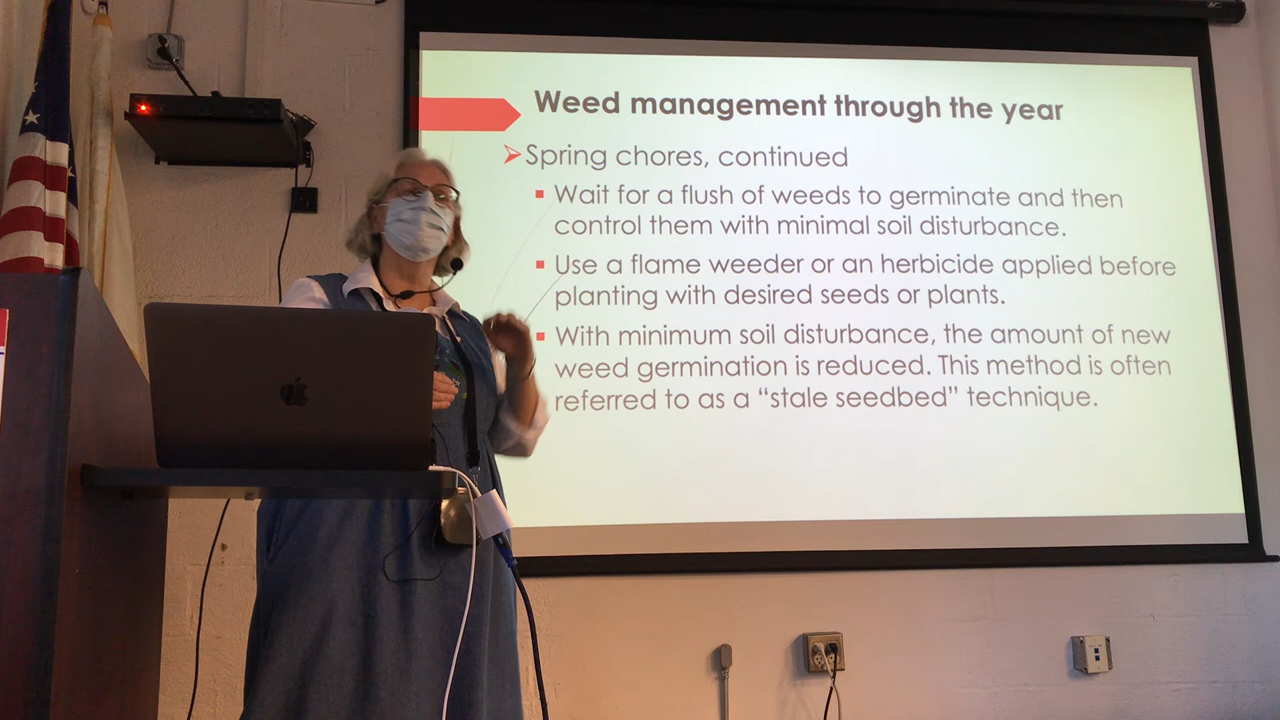 Weed management through the year
Spring chores, continued
Wait for a flush of weeds to germinate and then
control them with minimal soil disturbance.
Use a flame weeder or an herbicide applied before
planting with desired seeds or plants.
With minimum soil disturbance, the amount of new
weed germination is reduced. This method is often
referred to as a “stale seedbed” technique.